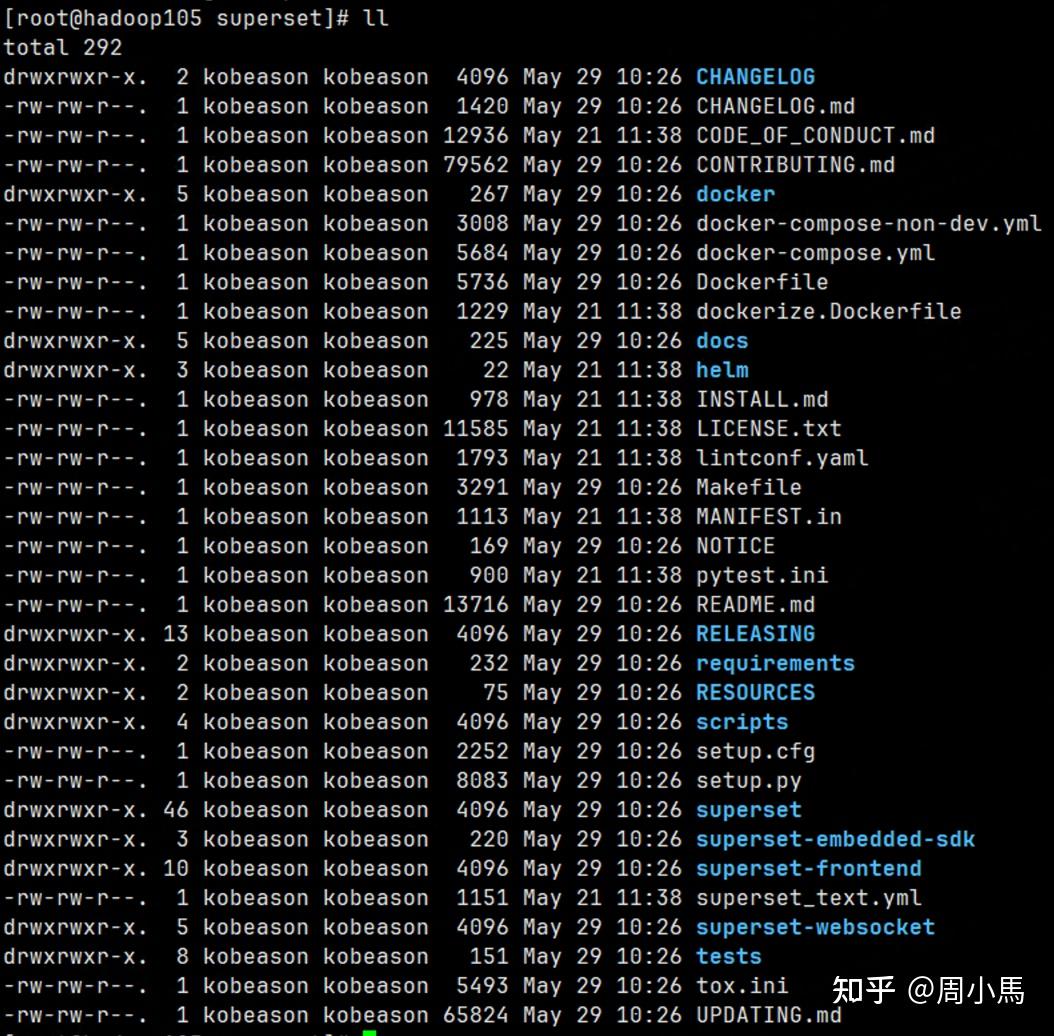 [root@hadoop105 superset]# ll
total 292
drwxrwxr-x.  2 kobeason kobeason  4096 May 29 10:26 CHANGELOG
-rw-rw-r--.  1 kobeason kobeason  1420 May 29 10:26 CHANGELOG.md
-rw-rw-r--.  1 kobeason kobeason 12936 May 21 11:38 CODE_OF_CONDUCT.md
-rw-rw-r--.  1 kobeason kobeason 79562 May 29 10:26 CONTRIBUTING.md
drwxrwxr-x.  5 kobeason kobeason   267 May 29 10:26 docker
-rw-rw-r--.  1 kobeason kobeason  3008 May 29 10:26 docker-compose-non-dev.yml
-rw-rw-r--.  1 kobeason kobeason  5684 May 29 10:26 docker-compose.yml
-rw-rw-r--.  1 kobeason kobeason  5736 May 29 10:26 Dockerfile
-rw-rw-r--.  1 kobeason kobeason  1229 May 21 11:38 dockerize.Dockerfile
drwxrwxr-x.  5 kobeason kobeason   225 May 29 10:26 docs
drwxrwxr-x.  3 kobeason kobeason    22 May 21 11:38 helm
-rw-rw-r--.  1 kobeason kobeason   978 May 21 11:38 INSTALL.md
-rw-rw-r--.  1 kobeason kobeason 11585 May 21 11:38 LICENSE.txt
-rw-rw-r--.  1 kobeason kobeason  1793 May 21 11:38 lintconf.yaml
-rw-rw-r--.  1 kobeason kobeason  3291 May 29 10:26 Makefile
-rw-rw-r--.  1 kobeason kobeason  1113 May 21 11:38 MANIFEST.in
-rw-rw-r--.  1 kobeason kobeason   169 May 29 10:26 NOTICE
-rw-rw-r--.  1 kobeason kobeason   900 May 21 11:38 pytest.ini
-rw-rw-r--.  1 kobeason kobeason 13716 May 29 10:26 README.md
drwxrwxr-x. 13 kobeason kobeason  4096 May 29 10:26 RELEASING
drwxrwxr-x.  2 kobeason kobeason   232 May 29 10:26 requirements
drwxrwxr-x.  2 kobeason kobeason    75 May 29 10:26 RESOURCES
drwxrwxr-x.  4 kobeason kobeason  4096 May 29 10:26 scripts
-rw-rw-r--.  1 kobeason kobeason  2252 May 29 10:26 setup.cfg
-rw-rw-r--.  1 kobeason kobeason  8083 May 29 10:26 setup.py
drwxrwxr-x. 46 kobeason kobeason  4096 May 29 10:26 superset
drwxrwxr-x.  3 kobeason kobeason   220 May 29 10:26 superset-embedded-sdk
drwxrwxr-x. 10 kobeason kobeason  4096 May 29 10:26 superset-frontend
-rw-rw-r--.  1 kobeason kobeason  1151 May 21 11:38 superset_text.yml
drwxrwxr-x.  5 kobeason kobeason  4096 May 29 10:26 superset-websocket
drwxrwxr-x.  8 kobeason kobeason   151 May 29 10:26 tests
-rw-rw-r--.  1 kobeason kobeason  5493 May 29 10:26 tox.ini
-rw-rw-r--.  1 kobeason kobeason 65824 May 29 10:26 UPDATING.md
知乎 @周小馬